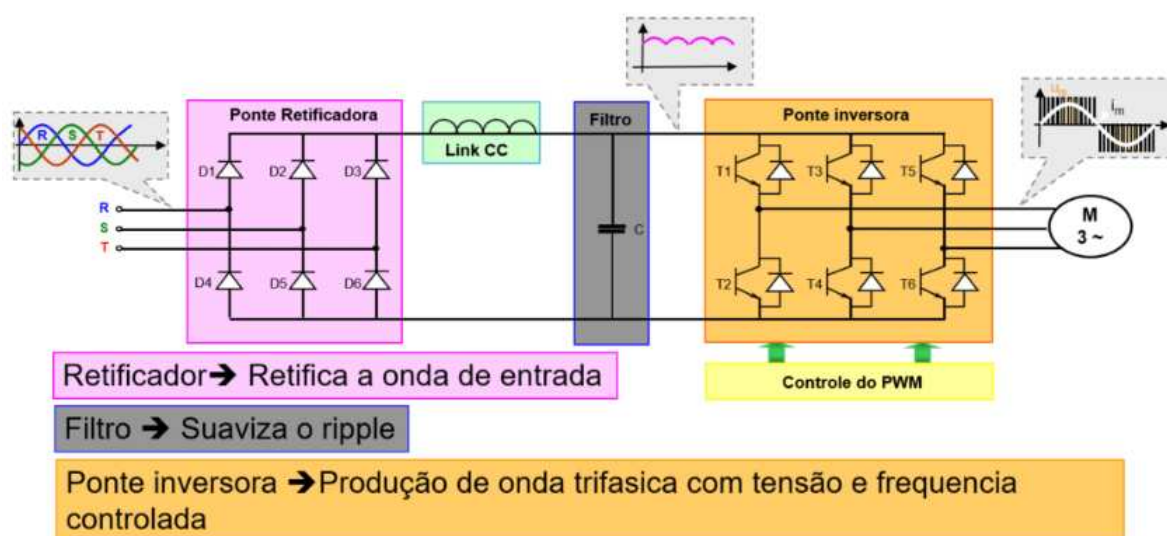 Ponte Retificadora
Link CC
Filtro
Ponte inversora
R S T
u_m
i_m
D1 D2 D3
T1 T3 T5
R
S
T
C
M
3 ~
D4 D5 D6
T2 T4 T6
Controle do PWM
Retificador➔ Retifica a onda de entrada
Filtro ➔ Suaviza o ripple
Ponte inversora ➔Produção de onda trifasica com tensão e frequencia
controlada